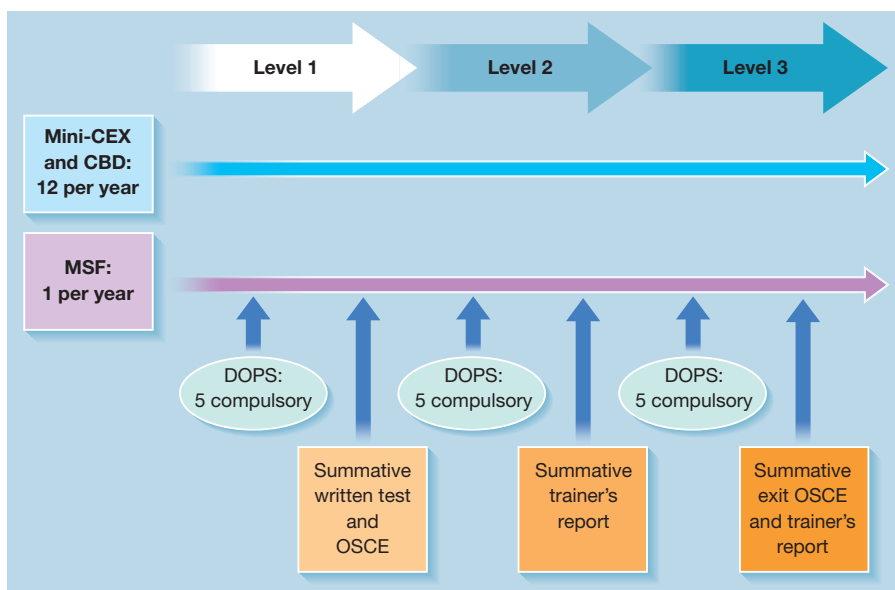 Level 1
Level 2
Level 3
Mini-CEX
and CBD:
12 per year
MSF:
1 per year
DOPS:
5 compulsory
DOPS:
5 compulsory
DOPS:
5 compulsory
Summative
written test
and
OSCE
Summative
trainer’s
report
Summative
exit OSCE
and trainer’s
report